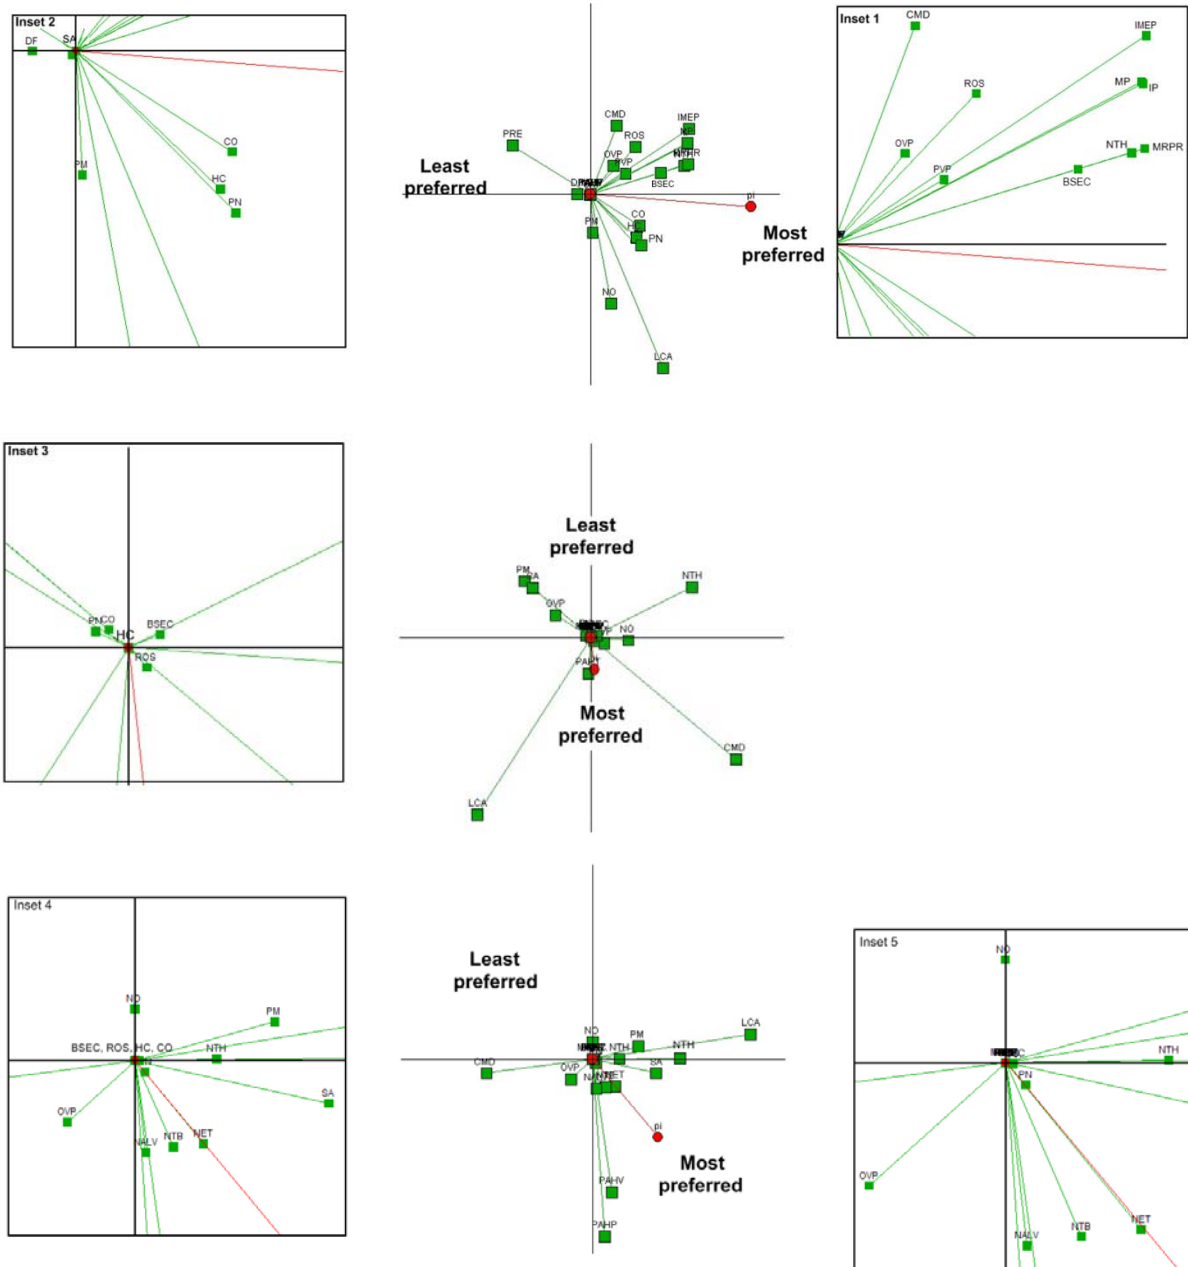 Inset 2
DF
SA
CO
PM
HC
PN
CMD
PRE
ROS
IMEP
OVP
NTH
BSEC
Least
preferred
pi
PM
CO
PN
Most
preferred
NO
LCA
Inset 1
CMD
IMEP
ROS
MP
IP
OVP
NTH
MRPR
PVP
BSEC
Inset 3
PN
CO
BSEC
HC
ROS
Least
preferred
PM
NTH
OVP
NO
Most
preferred
CMD
LCA
Inset 4
NO
PM
BSEC, ROS, HC, CO
NTH
SA
OVP
NALV
NTB
NET
Least
preferred
NO
PM
LCA
NTH
NTH
CMD
OVP
SA
NET
pi
Most
preferred
PAHV
PAHP
Inset 5
NO
NTH
PN
OVP
NALV
NTB
NET